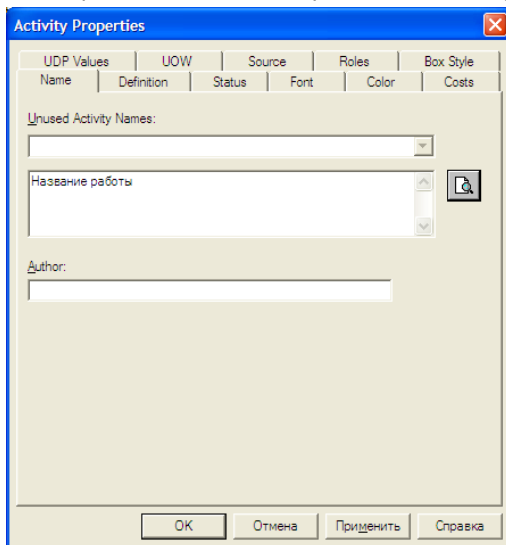 Activity Properties
UDP Values UOW Source Roles Box Style
Name Definition Status Font Color Costs
Unused Activity Names:
Название работы
Author:
OK Отмена Применить Справка